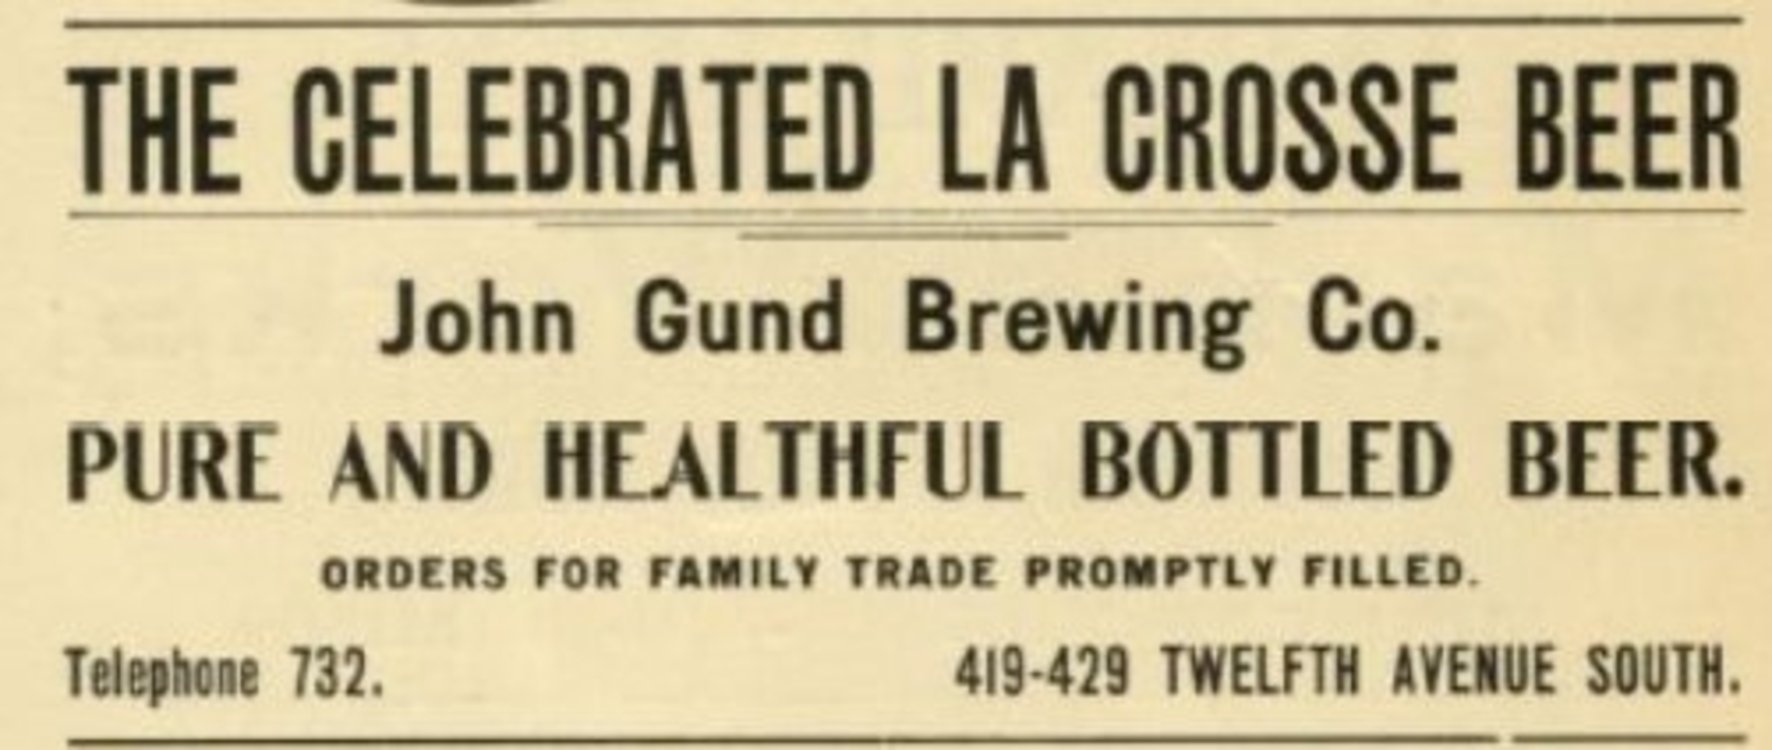 THE CELEBRATED LA CROSSE BEER
John Gund Brewing Co.
PURE AND HEALTHFUL BOTTLED BEER.
ORDERS FOR FAMILY TRADE PROMPTLY FILLED.
Telephone 732. 419-429 TWELFTH AVENUE SOUTH.